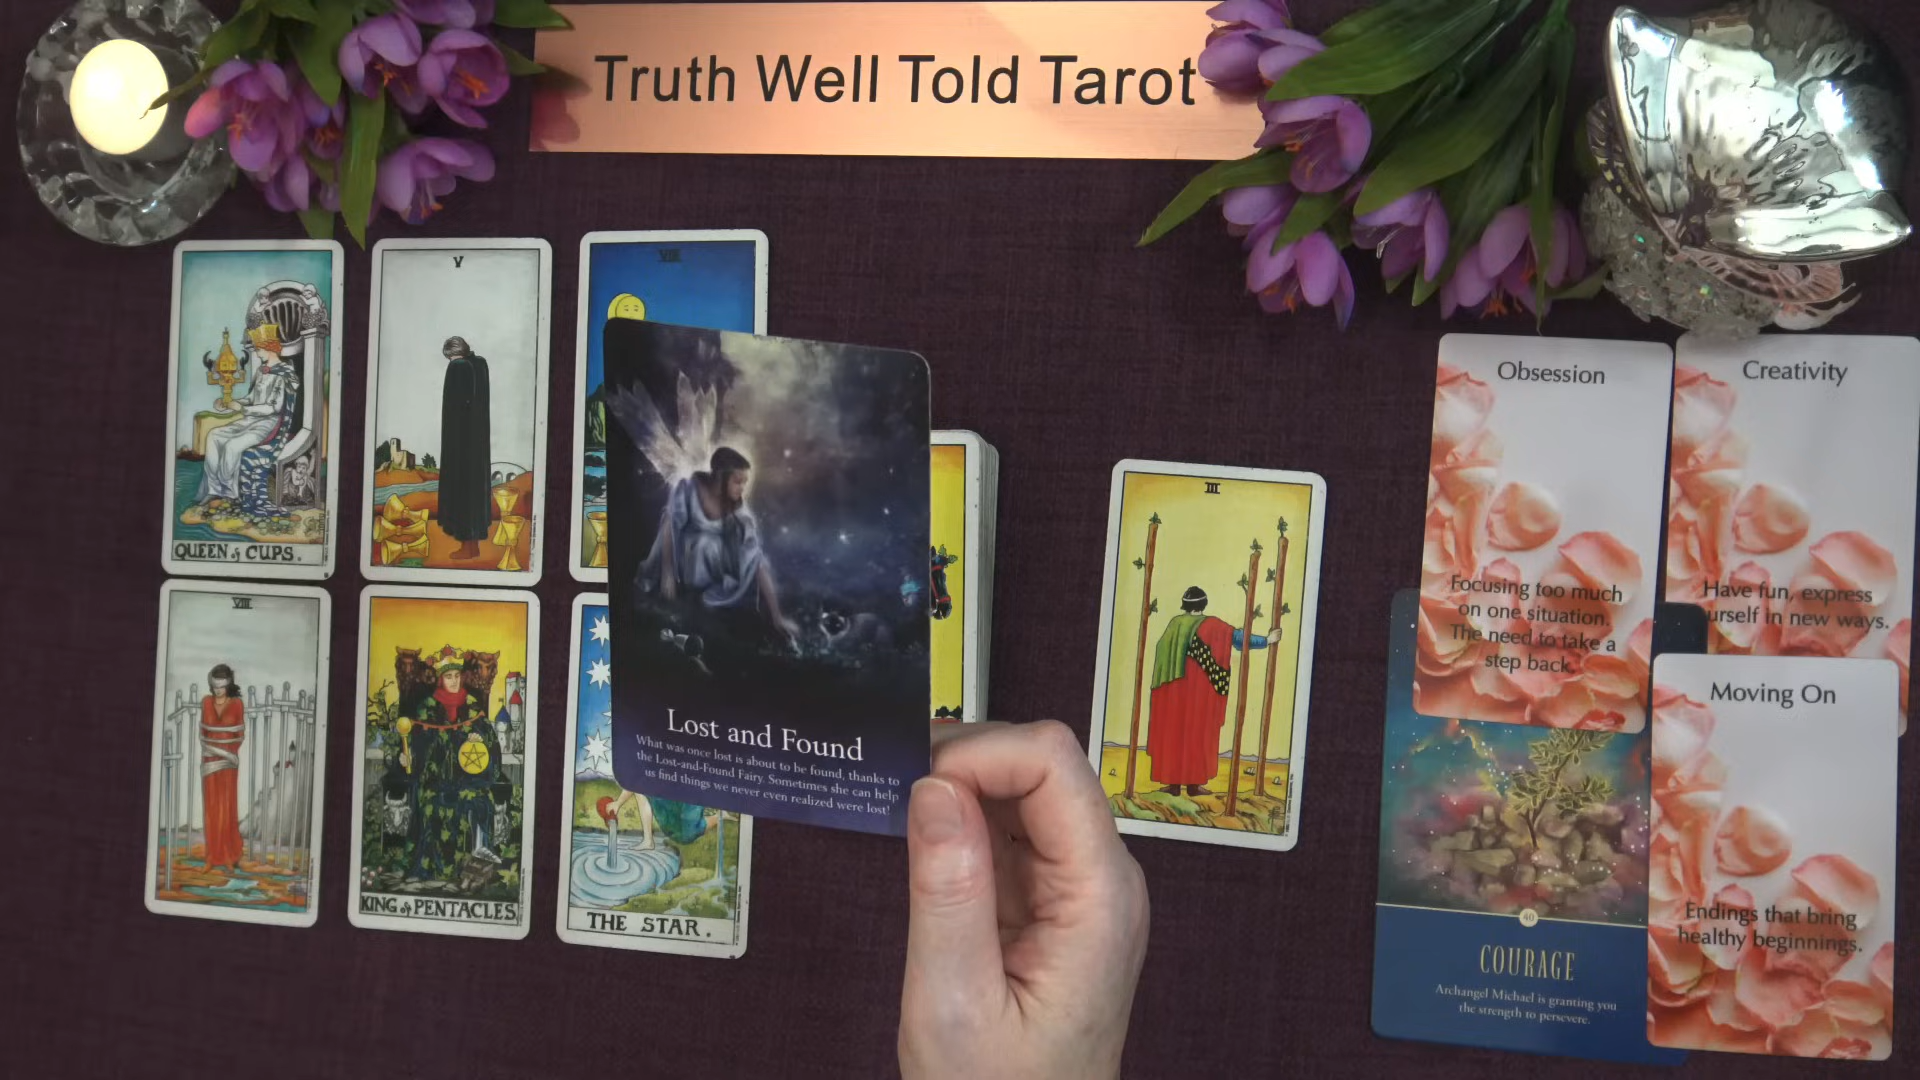 Truth Well Told Tarot
QUEEN of CUPS.
V
VIII
VIII
KING of PENTACLES
THE STAR.
Lost and Found
What was once lost is about to be found, thanks to
the Lost-and-Found Fairy. Sometimes she can help
us find things we never even realized were lost!
III
Obsession
Focusing too much
on one situation.
The need to take a
step back.
Creativity
Have fun, express
urself in new ways.
40
COURAGE
Archangel Michael is granting you
the strength to persevere.
Moving On
Endings that bring
healthy beginnings.